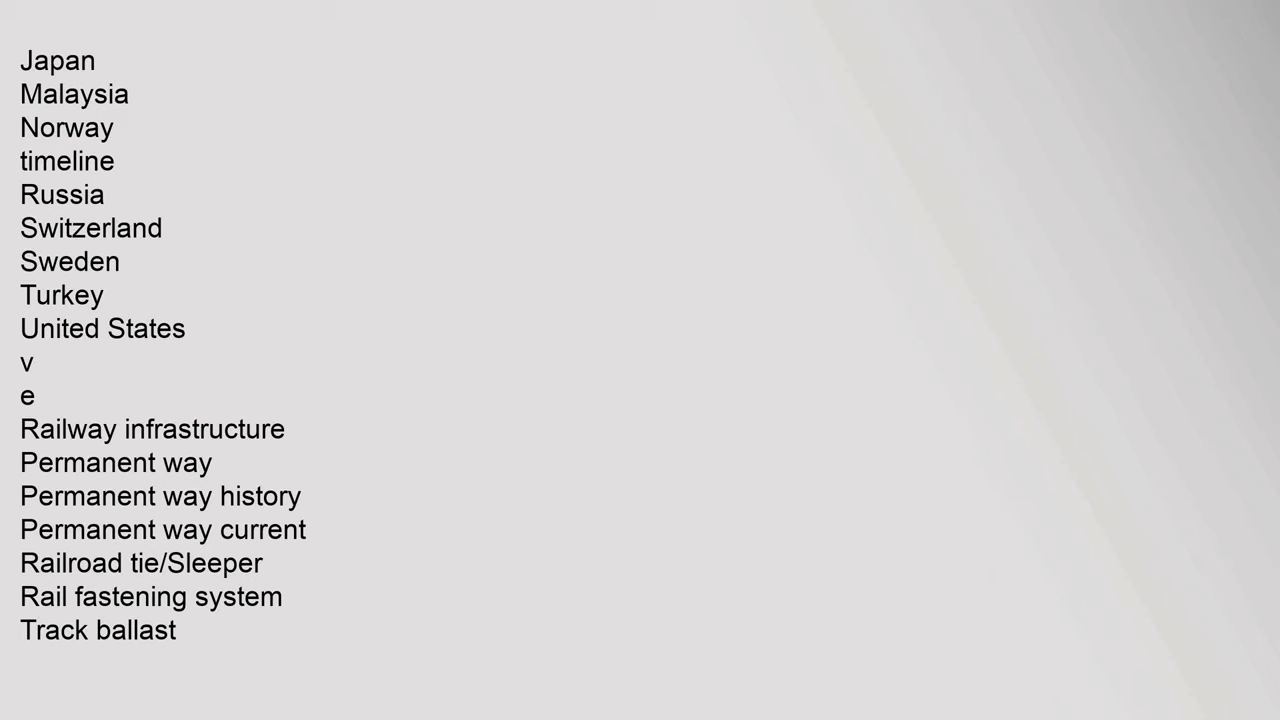 Japan
Malaysia
Norway
timeline
Russia
Switzerland
Sweden
Turkey
United States
v
e
Railway infrastructure
Permanent way
Permanent way history
Permanent way current
Railroad tie/Sleeper
Rail fastening system
Track ballast